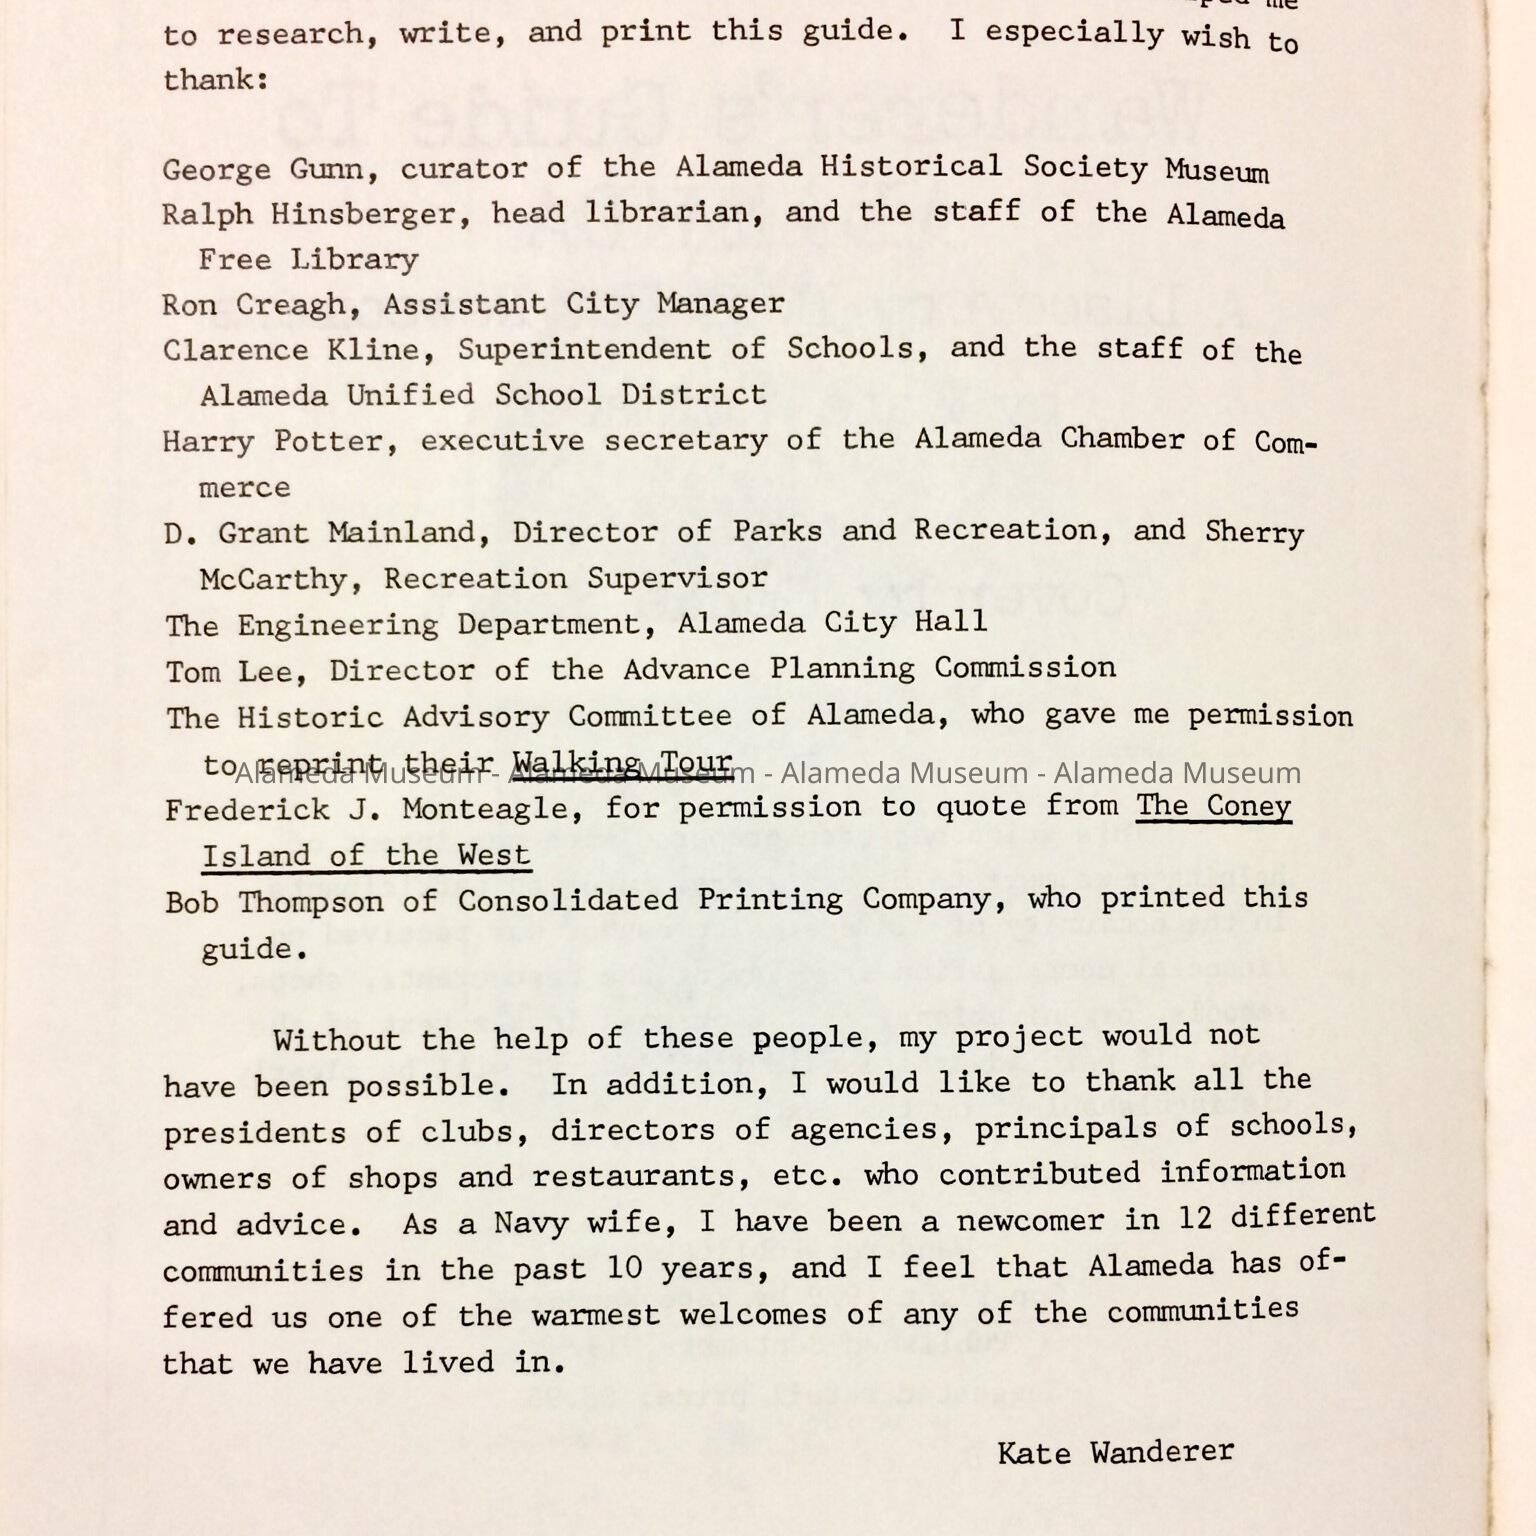 me
to research, write, and print this guide.  I especially wish to
thank:
George Gunn, curator of the Alameda Historical Society Museum
Ralph Hinsberger, head librarian, and the staff of the Alameda
Free Library
Ron Creagh, Assistant City Manager
Clarence Kline, Superintendent of Schools, and the staff of the
Alameda Unified School District
Harry Potter, executive secretary of the Alameda Chamber of Com-
merce
D. Grant Mainland, Director of Parks and Recreation, and Sherry
McCarthy, Recreation Supervisor
The Engineering Department, Alameda City Hall
Tom Lee, Director of the Advance Planning Commission
The Historic Advisory Committee of Alameda, who gave me permission
to reprint their Walking Tour
Alameda Museum - Alameda Museum - Alameda Museum - Alameda Museum
Frederick J. Monteagle, for permission to quote from The Coney
Island of the West
Bob Thompson of Consolidated Printing Company, who printed this
guide.
Without the help of these people, my project would not
have been possible.  In addition, I would like to thank all the
presidents of clubs, directors of agencies, principals of schools,
owners of shops and restaurants, etc. who contributed information
and advice.  As a Navy wife, I have been a newcomer in 12 different
communities in the past 10 years, and I feel that Alameda has of-
fered us one of the warmest welcomes of any of the communities
that we have lived in.
Kate Wanderer